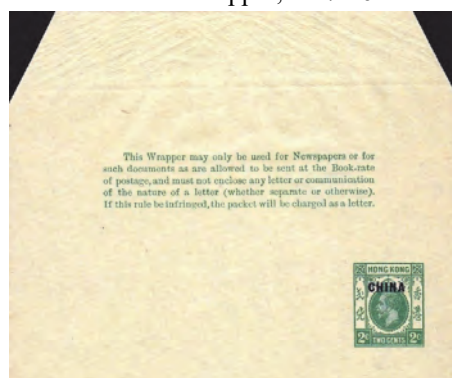 This Wrapper may only be used for Newspapers or for
such documents as are allowed to be sent at the Book-rate
of postage, and must not enclose any letter or communication
of the nature of a letter (whether separate or otherwise).
If this rule be infringed, the packet will be charged as a letter.
HONG KONG
CHINA
2c TWO CENTS 2c